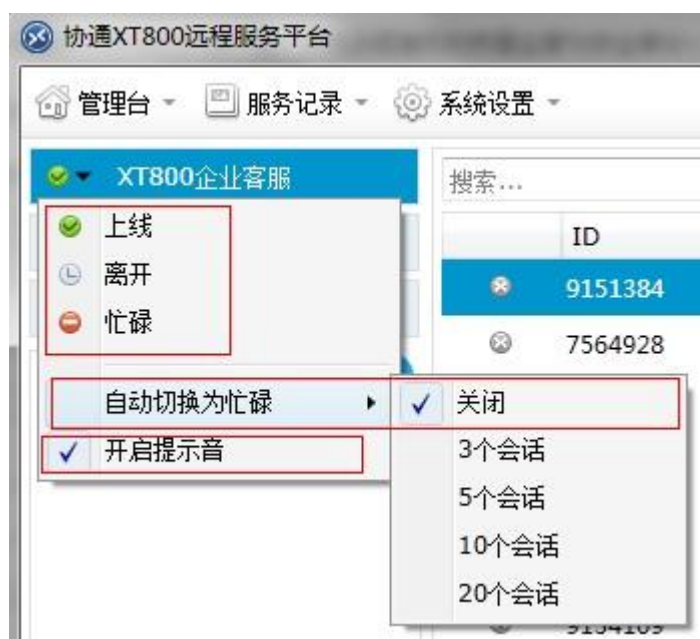 协通XT800远程服务平台
管理台 服务记录 系统设置
XT800企业客服
搜索...
上线
ID
离开
9151384
忙碌
7564928
自动切换为忙碌
关闭
开启提示音
3个会话
5个会话
10个会话
20个会话